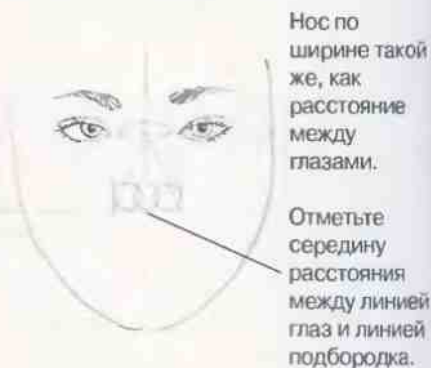 Нос по
ширине такой
же, как
расстояние
между
глазами.
Отметьте
середину
расстояния
между линией
глаз и линией
подбородка.